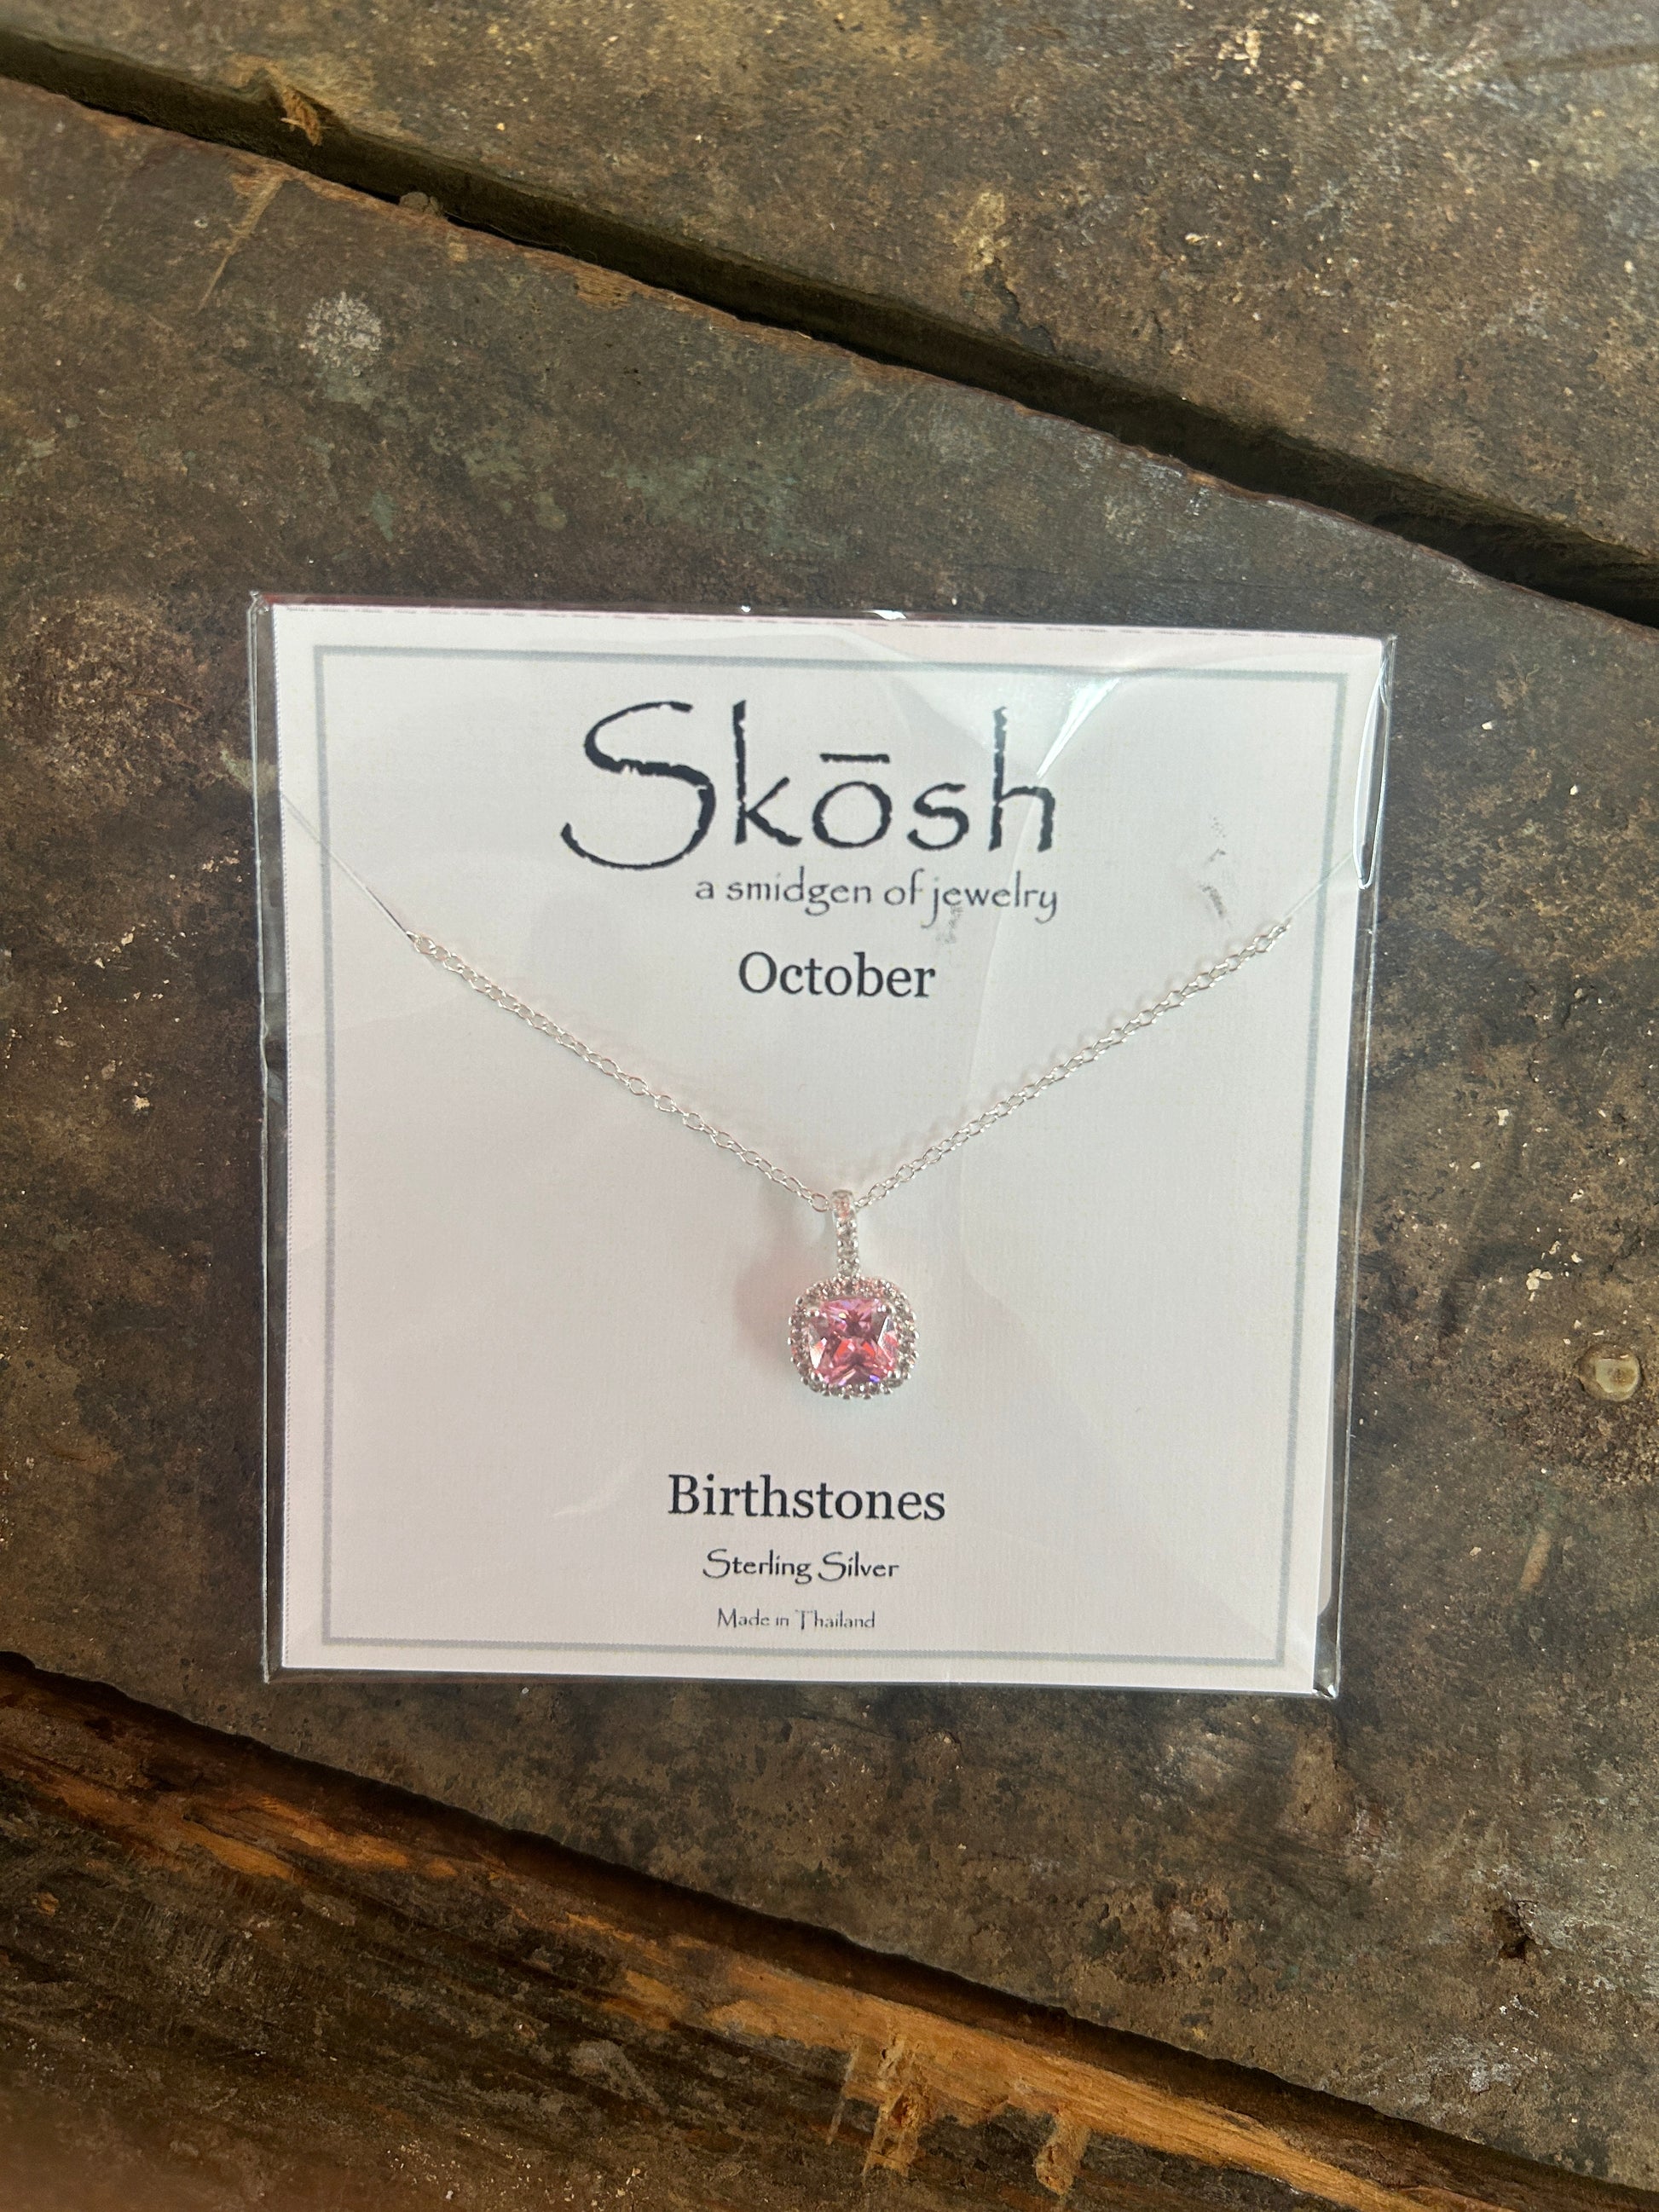 Skōsh
a smidgen of jewelry
October
Birthstones
Sterling Silver
Made in Thailand